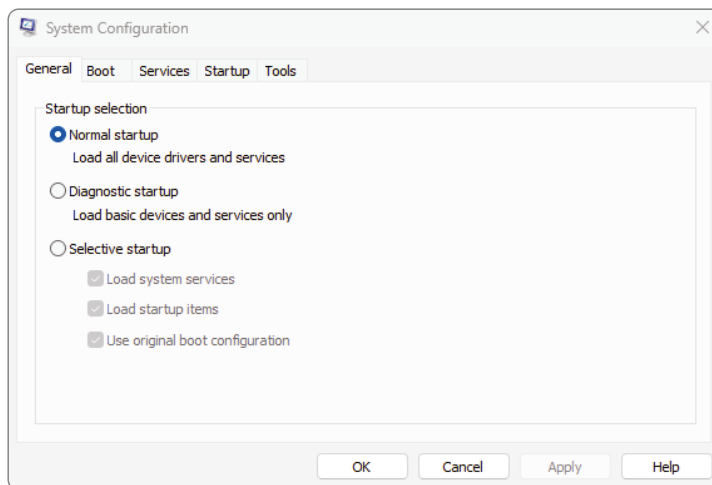 System Configuration
General Boot Services Startup Tools
Startup selection
Normal startup
Load all device drivers and services
Diagnostic startup
Load basic devices and services only
Selective startup
Load system services
Load startup items
Use original boot configuration
OK Cancel Apply Help